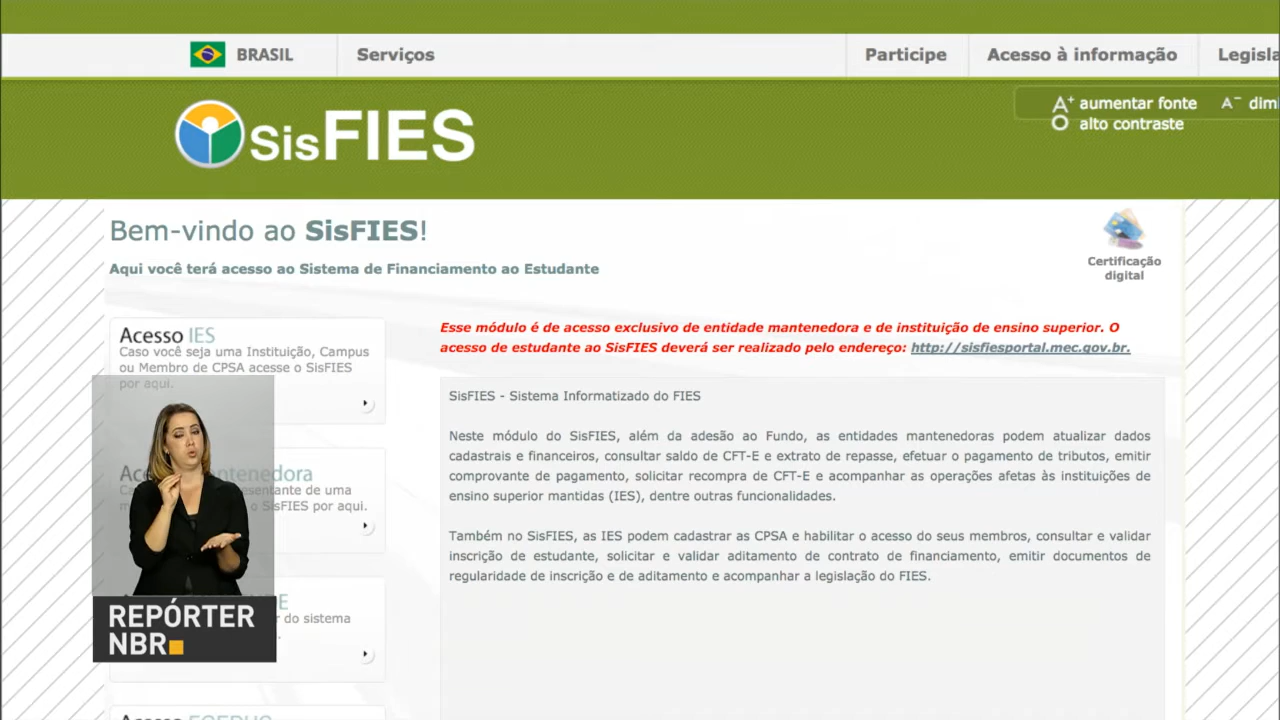 BRASIL
Serviços
Participe
Acesso à informação
A+ aumentar fonte
A-
alto contraste
SisFIES
Bem-vindo ao SisFIES!
Aqui você terá acesso ao Sistema de Financiamento ao Estudante
Certificação
digital
Acesso IES
Caso você seja uma Instituição, Campus
ou Membro de CPSA acesse o SisFIES
por aqui.
de uma
o SisFIES por aqui.
do sistema
Acesso
Esse módulo é de acesso exclusivo de entidade mantenedora e de instituição de ensino superior. O
acesso de estudante ao SisFIES deverá ser realizado pelo endereço: http://sisfiesportal.mec.gov.br.
SisFIES - Sistema Informatizado do FIES
Neste módulo do SisFIES, além da adesão ao Fundo, as entidades mantenedoras podem atualizar dados
cadastrais e financeiros, consultar saldo de CFT-E e extrato de repasse, efetuar o pagamento de tributos, emitir
comprovante de pagamento, solicitar recompra de CFT-E e acompanhar as operações afetas às instituições de
ensino superior mantidas (IES), dentre outras funcionalidades.
Também no SisFIES, as IES podem cadastrar as CPSA e habilitar o acesso do seus membros, consultar e validar
inscrição de estudante, solicitar e validar aditamento de contrato de financiamento, emitir documentos de
regularidade de inscrição e de aditamento e acompanhar a legislação do FIES.
REPÓRTER
NBR